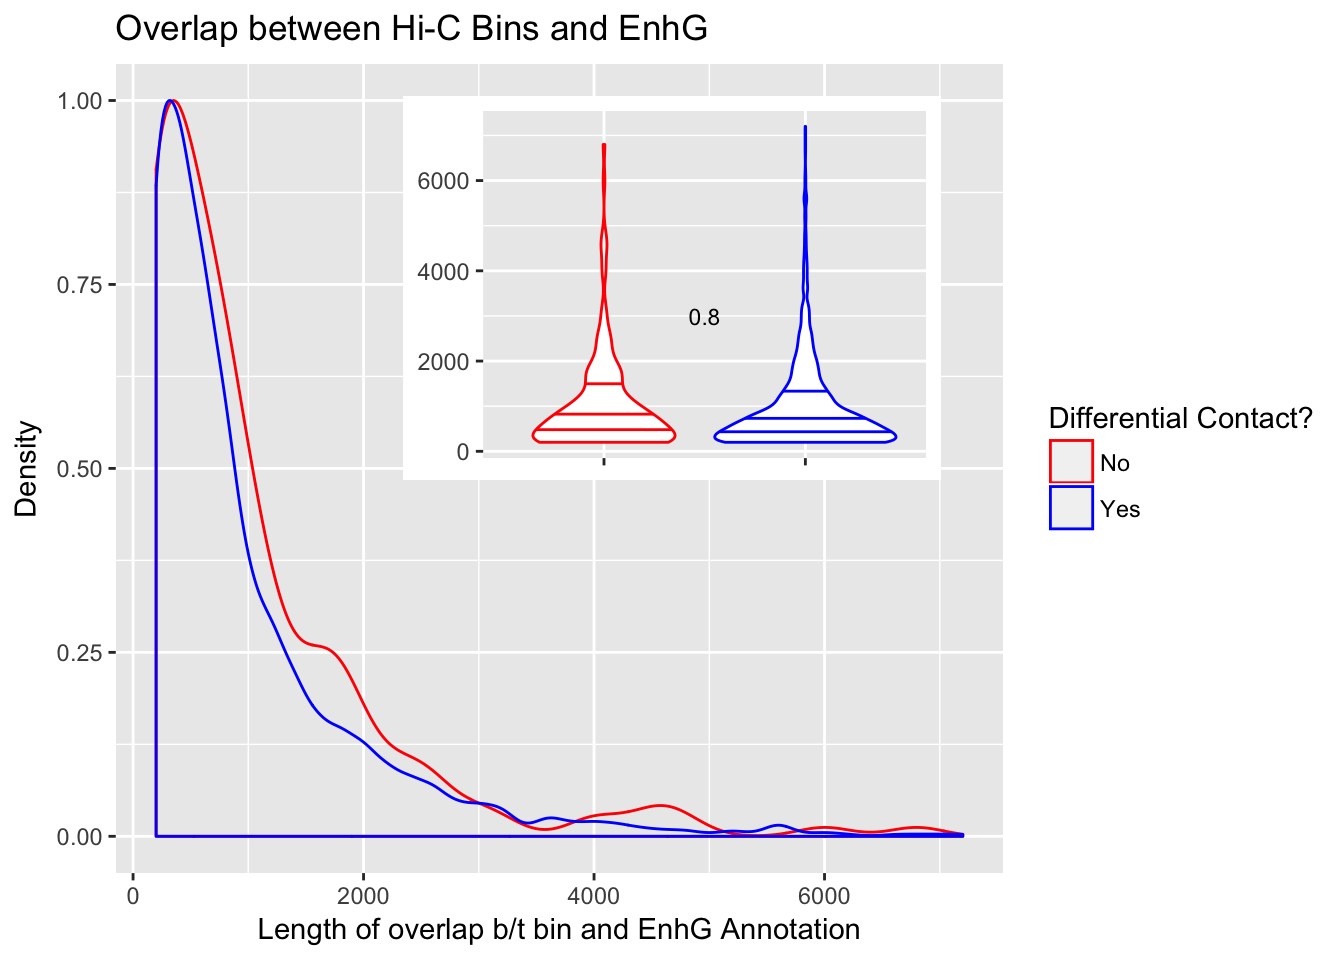 Overlap between Hi-C Bins and EnhG
1.00
0.75
0.50
0.25
0.00
Density
6000
4000
2000
0
0.8
Differential Contact?
No
Yes
0 2000 4000 6000
Length of overlap b/t bin and EnhG Annotation